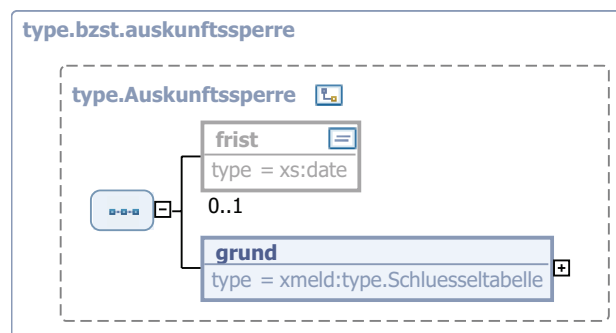 type.bzst.auskunftssperre
type.Auskunftssperre
frist
type = xs:date
0..1
grund
type = xmeld:type.Schluesseltabelle